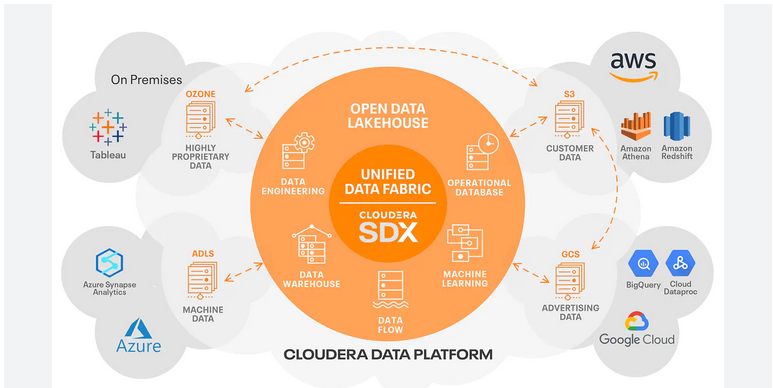 On Premises
Tableau
OZONE
HIGHLY
PROPRIETARY
DATA
OPEN DATA
LAKEHOUSE
S3
CUSTOMER
DATA
aws
Amazon
Athena
Amazon
Redshift
DATA
ENGINEERING
UNIFIED
DATA FABRIC
CLOUDERA
SDX
OPERATIONAL
DATABASE
Azure Synapse
Analytics
Azure
ADLS
MACHINE
DATA
DATA
WAREHOUSE
DATA
FLOW
MACHINE
LEARNING
GCS
ADVERTISING
DATA
BigQuery
Cloud
Dataproc
Google Cloud
CLOUDERA DATA PLATFORM